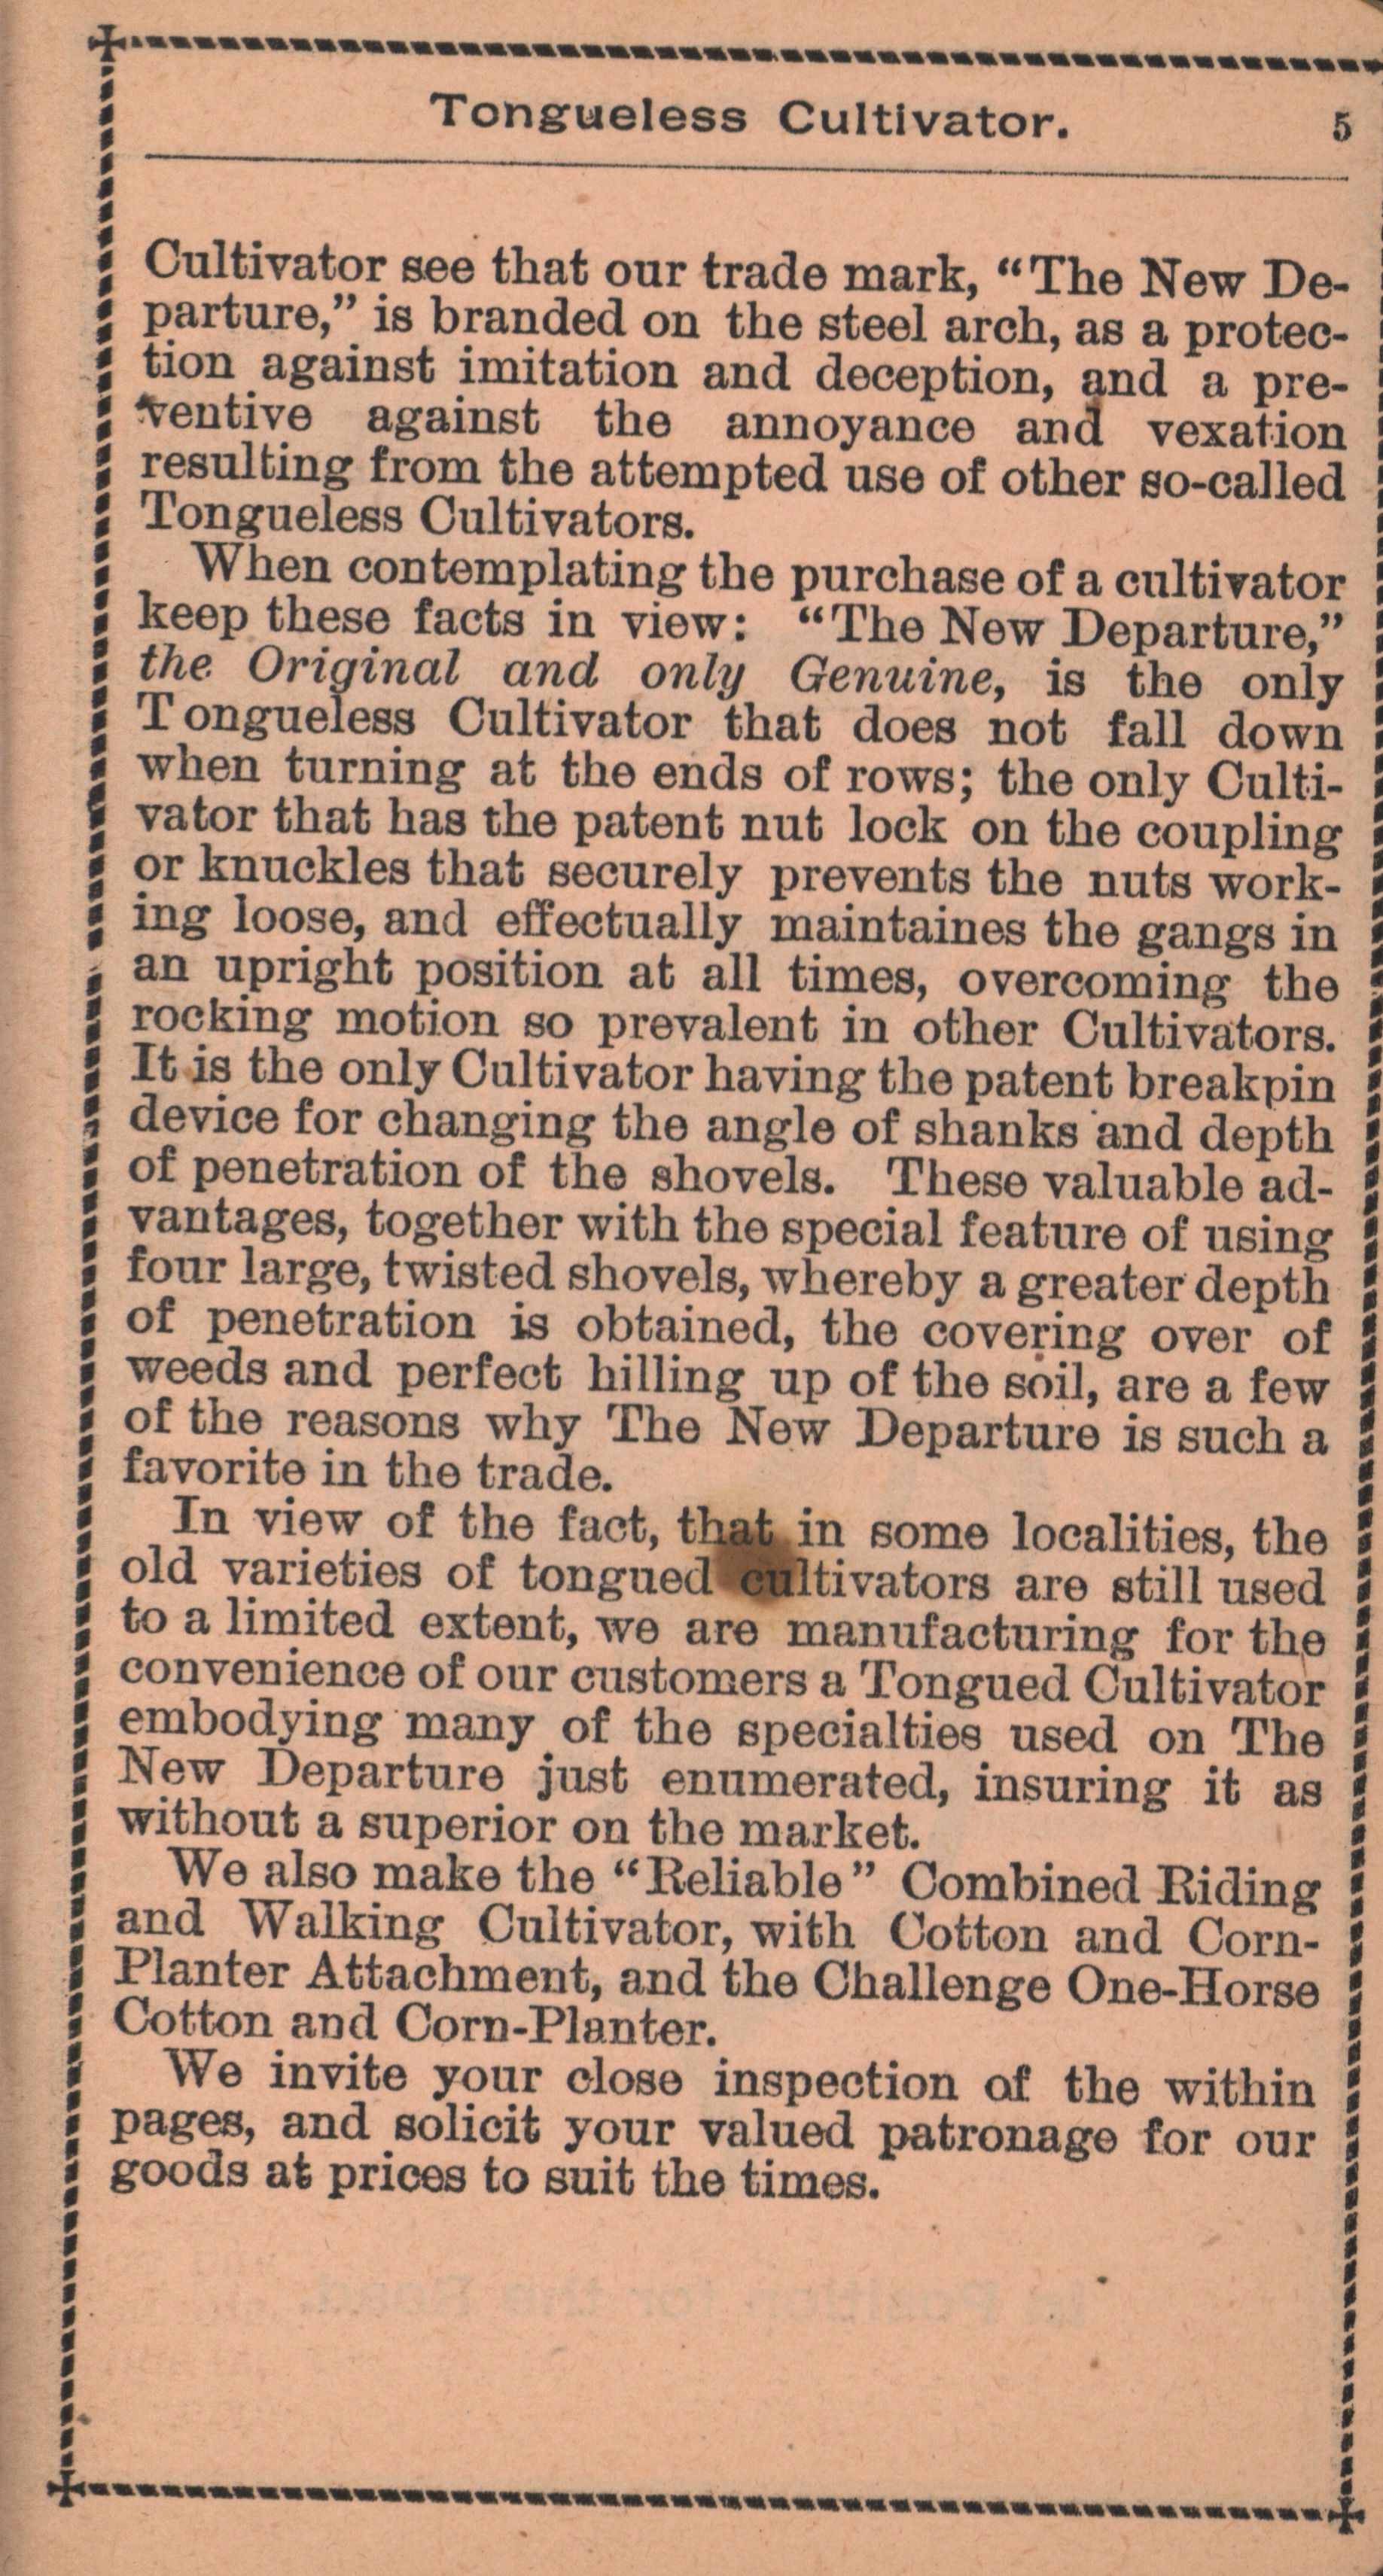 Tongueless Cultivator. 5
Cultivator see that our trade mark, “The New De-
parture,” is branded on the steel arch, as a protec-
tion against imitation and deception, and a pre-
ventive against the annoyance and vexation
resulting from the attempted use of other so-called
Tongueless Cultivators.
When contemplating the purchase of a cultivator
keep these facts in view: “The New Departure,”
the Original and only Genuine, is the only
Tongueless Cultivator that does not fall down
when turning at the ends of rows; the only Culti-
vator that has the patent nut lock on the coupling
or knuckles that securely prevents the nuts work-
ing loose, and effectually maintaines the gangs in
an upright position at all times, overcoming the
rocking motion so prevalent in other Cultivators.
It is the only Cultivator having the patent breakpin
device for changing the angle of shanks and depth
of penetration of the shovels. These valuable ad-
vantages, together with the special feature of using
four large, twisted shovels, whereby a greater depth
of penetration is obtained, the covering over of
weeds and perfect hilling up of the soil, are a few
of the reasons why The New Departure is such a
favorite in the trade.
In view of the fact, that in some localities, the
old varieties of tongued cultivators are still used
to a limited extent, we are manufacturing for the
convenience of our customers a Tongued Cultivator
embodying many of the specialties used on The
New Departure just enumerated, insuring it as
without a superior on the market.
We also make the “Reliable” Combined Riding
and Walking Cultivator, with Cotton and Corn-
Planter Attachment, and the Challenge One-Horse
Cotton and Corn-Planter.
We invite your close inspection of the within
pages, and solicit your valued patronage for our
goods at prices to suit the times.